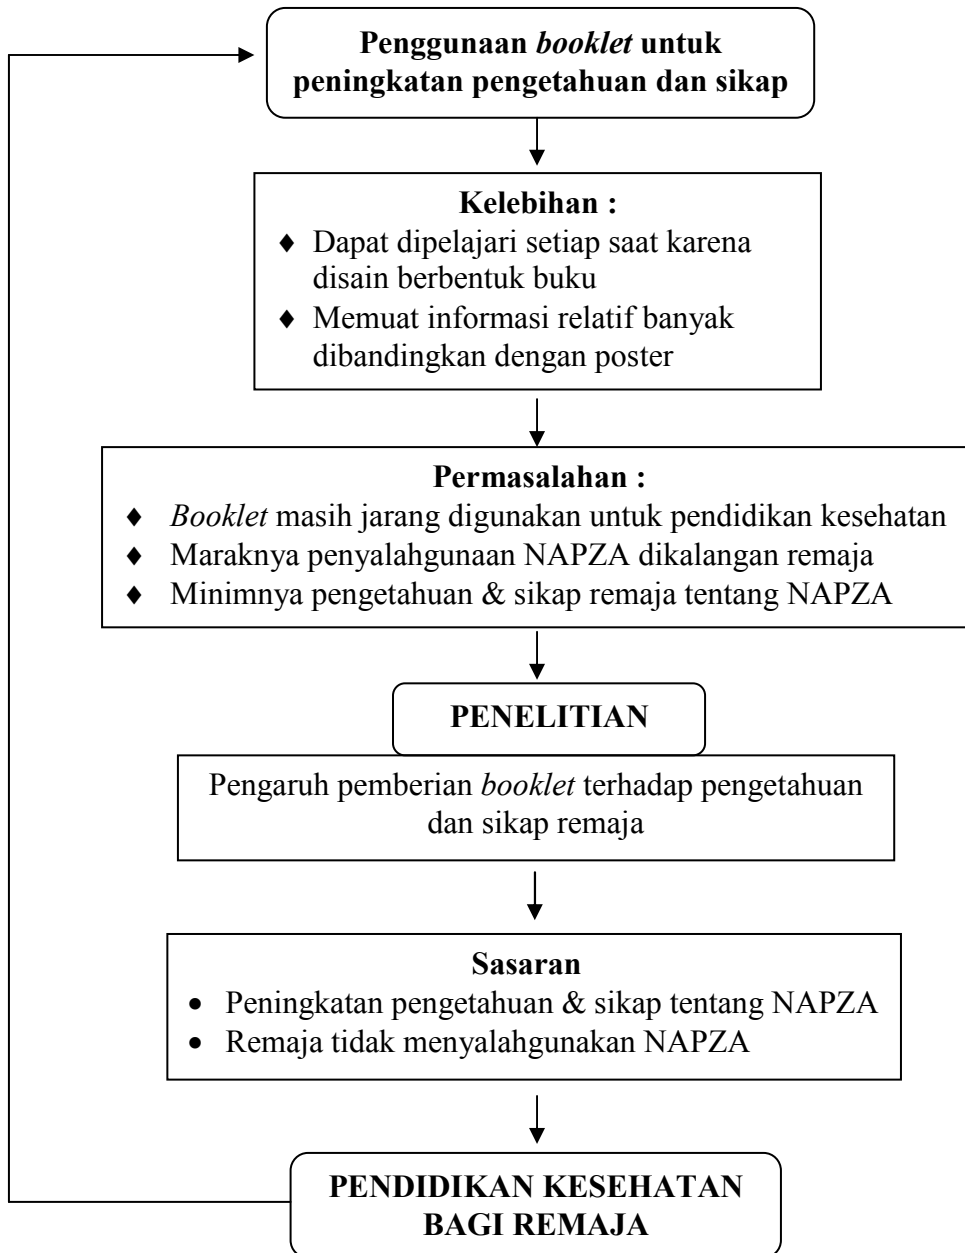 Penggunaan booklet untuk
peningkatan pengetahuan dan sikap
Kelebihan :
♦ Dapat dipelajari setiap saat karena
disain berbentuk buku
♦ Memuat informasi relatif banyak
dibandingkan dengan poster
Permasalahan :
♦ Booklet masih jarang digunakan untuk pendidikan kesehatan
♦ Maraknya penyalahgunaan NAPZA dikalangan remaja
♦ Minimnya pengetahuan & sikap remaja tentang NAPZA
PENELITIAN
Pengaruh pemberian booklet terhadap pengetahuan
dan sikap remaja
Sasaran
• Peningkatan pengetahuan & sikap tentang NAPZA
• Remaja tidak menyalahgunakan NAPZA
PENDIDIKAN KESEHATAN
BAGI REMAJA